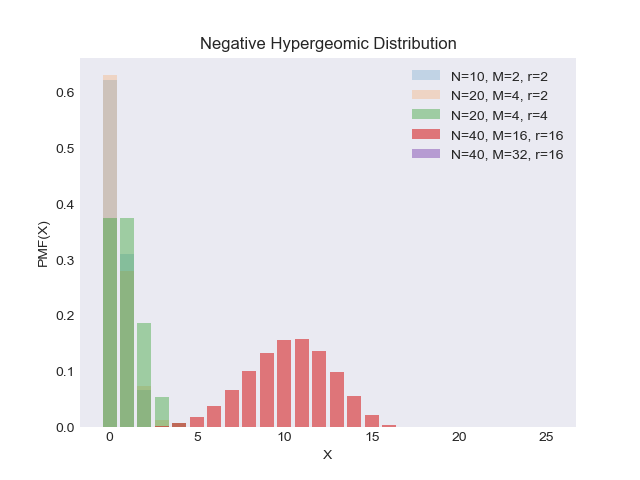 Negative Hypergeomic Distribution
N=10, M=2, r=2
N=20, M=4, r=2
N=20, M=4, r=4
N=40, M=16, r=16
N=40, M=32, r=16
PMF(X)
0.6
0.5
0.4
0.3
0.2
0.1
0.0
0 5 10 15 20 25
X